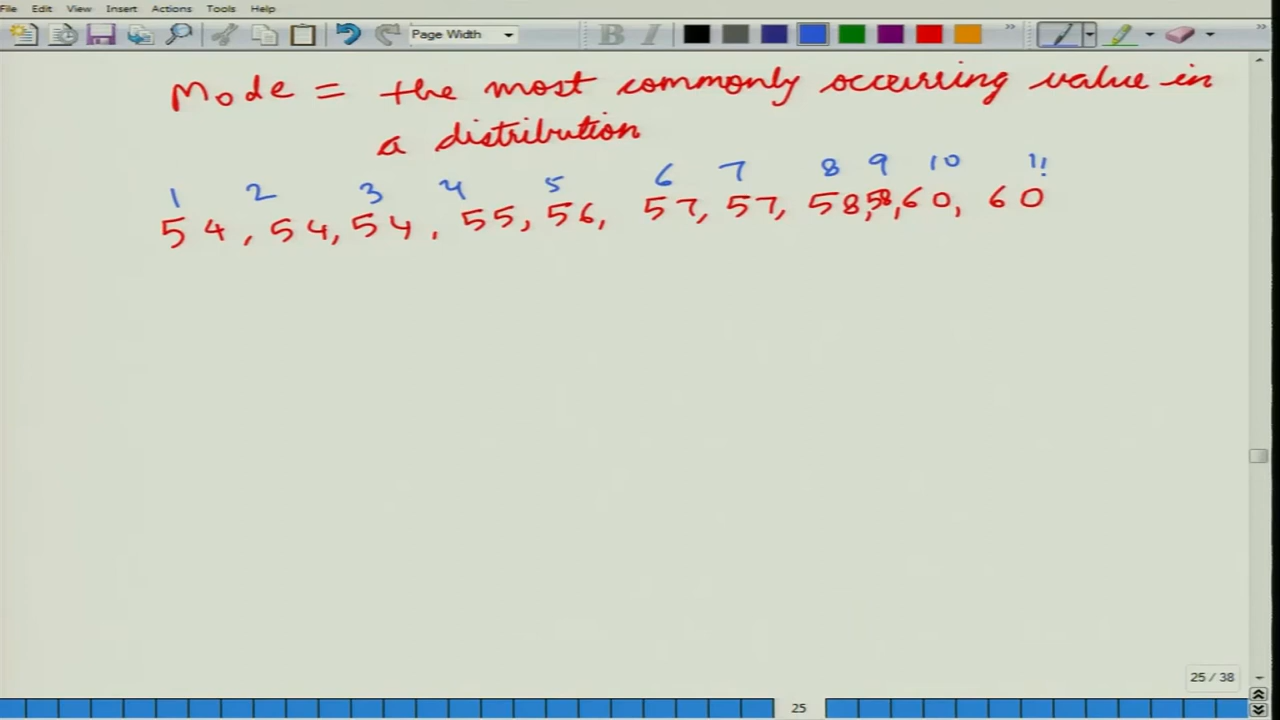 File Edit View Insert Actions Tools Help
Page Width B I
Mode = the most commonly occurring value in
a distribution
1 2 3 4 5 6 7 8 9 10 11
54, 54, 54, 55, 56, 57, 57, 58, 58, 60, 60
25 / 38
25